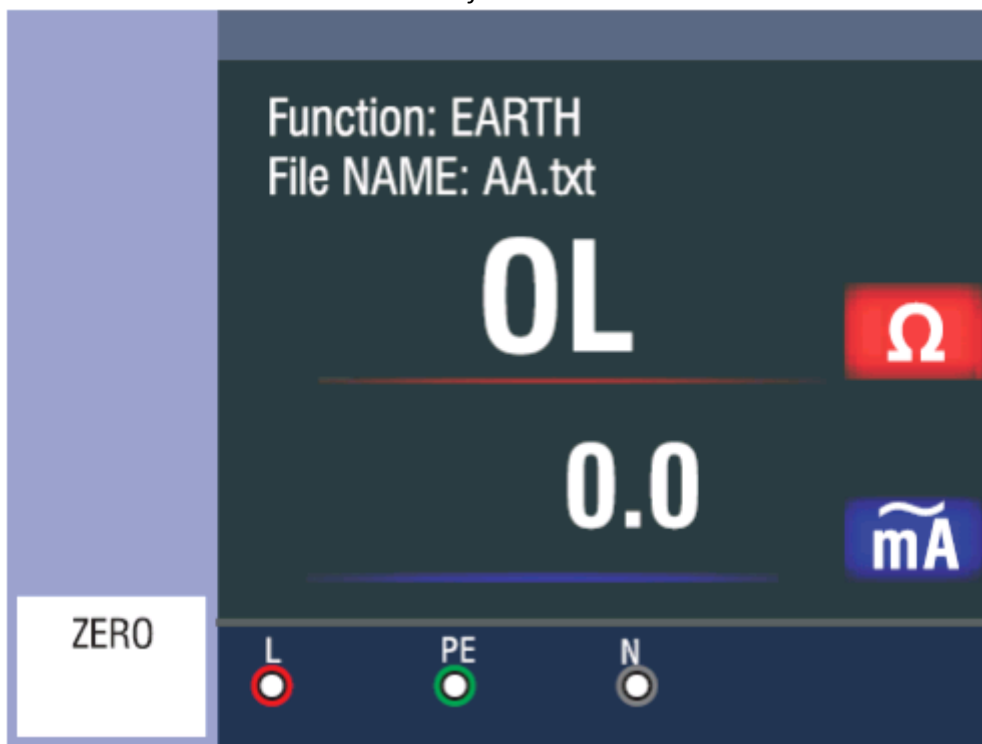 Function: EARTH
File NAME: AA.txt
OL
Ω
0.0
mA
ZERO
L PE N